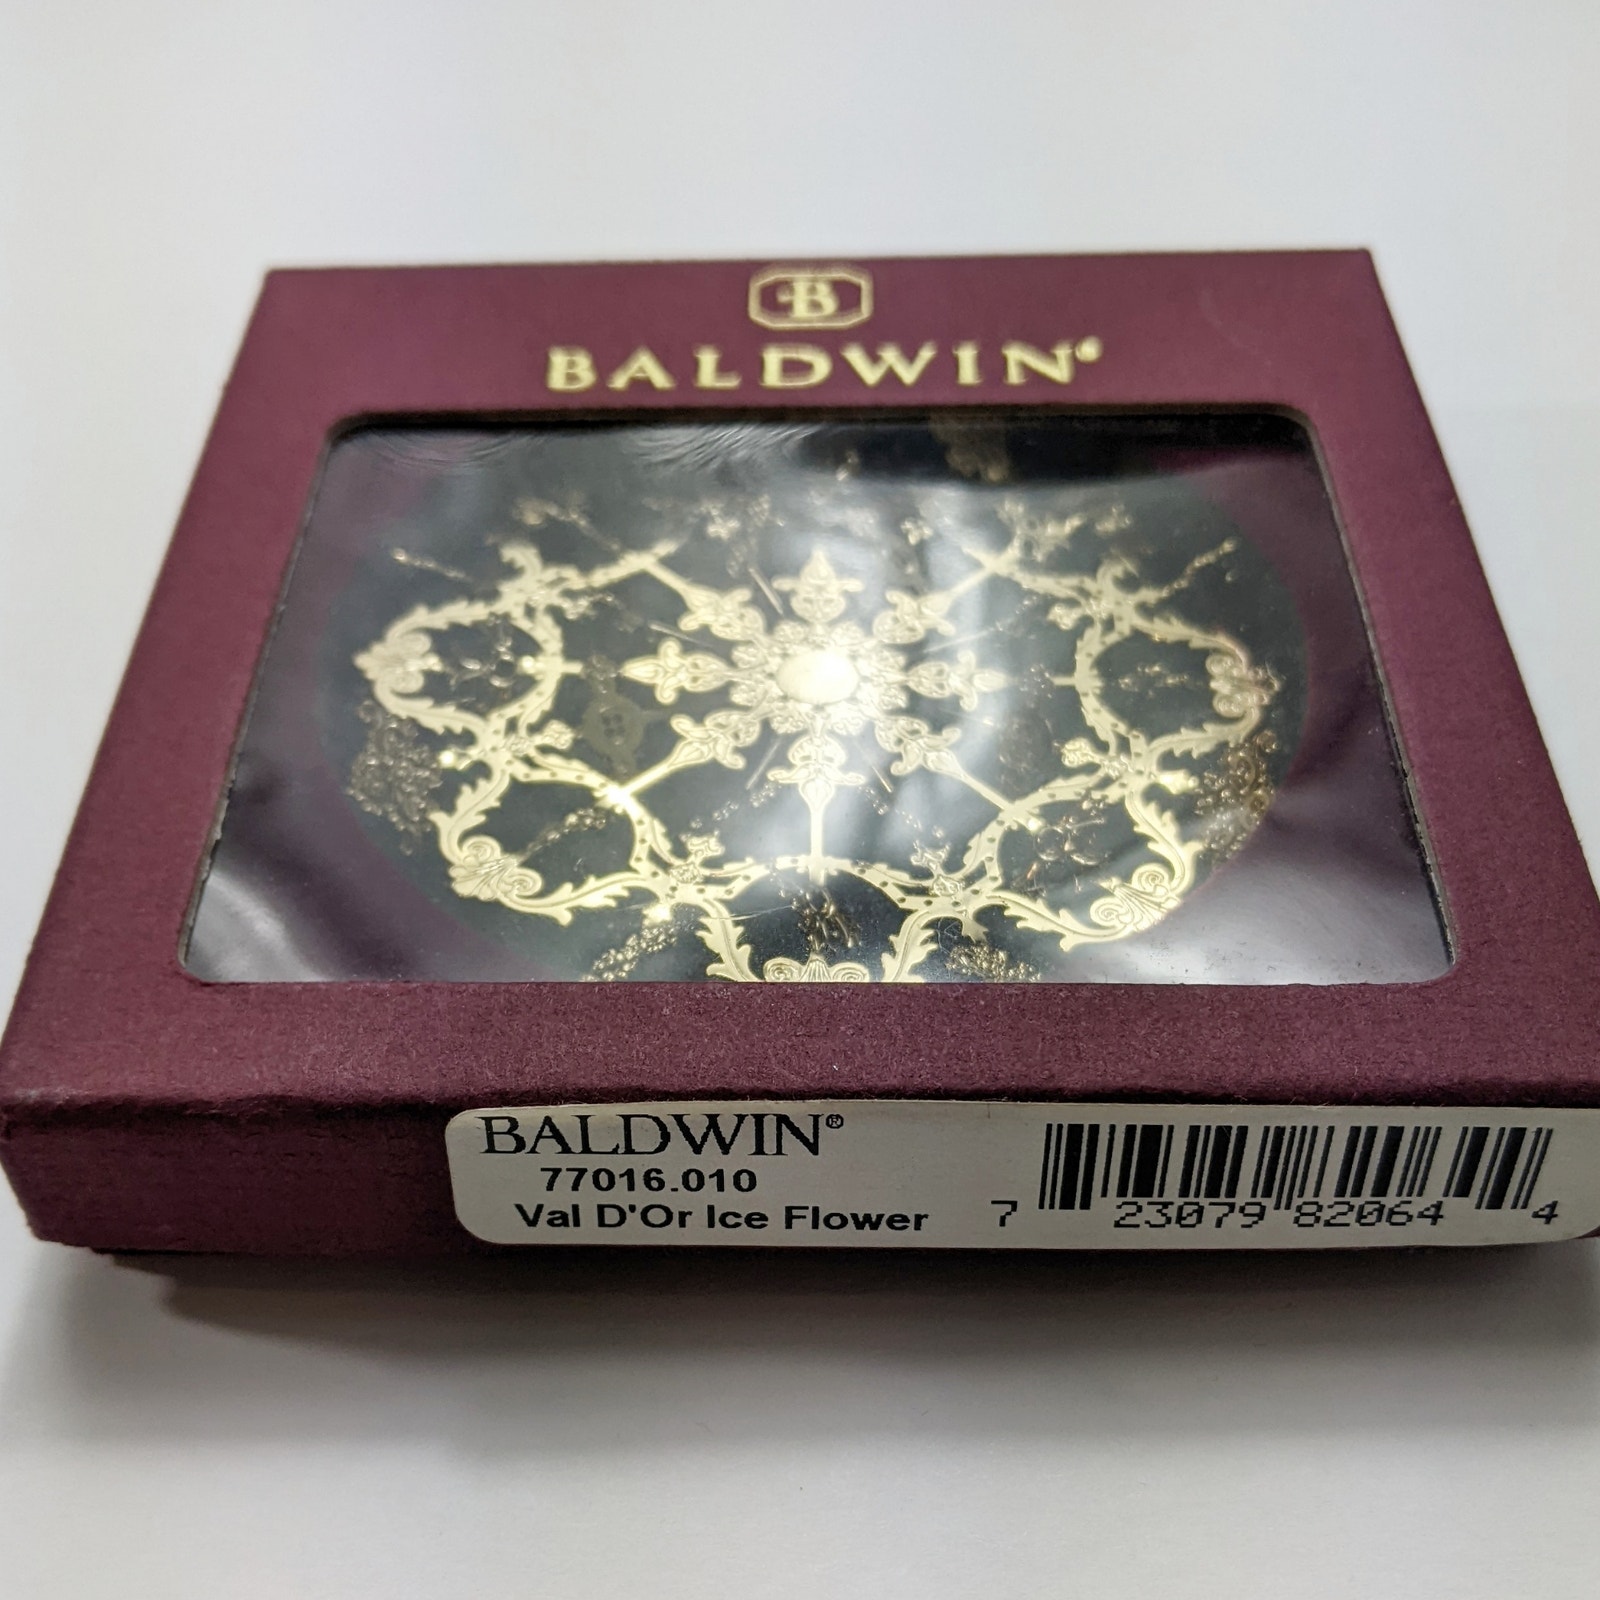 B
BALDWIN®
BALDWIN®
77016.010
Val D'Or Ice Flower
7 23079 82064 4